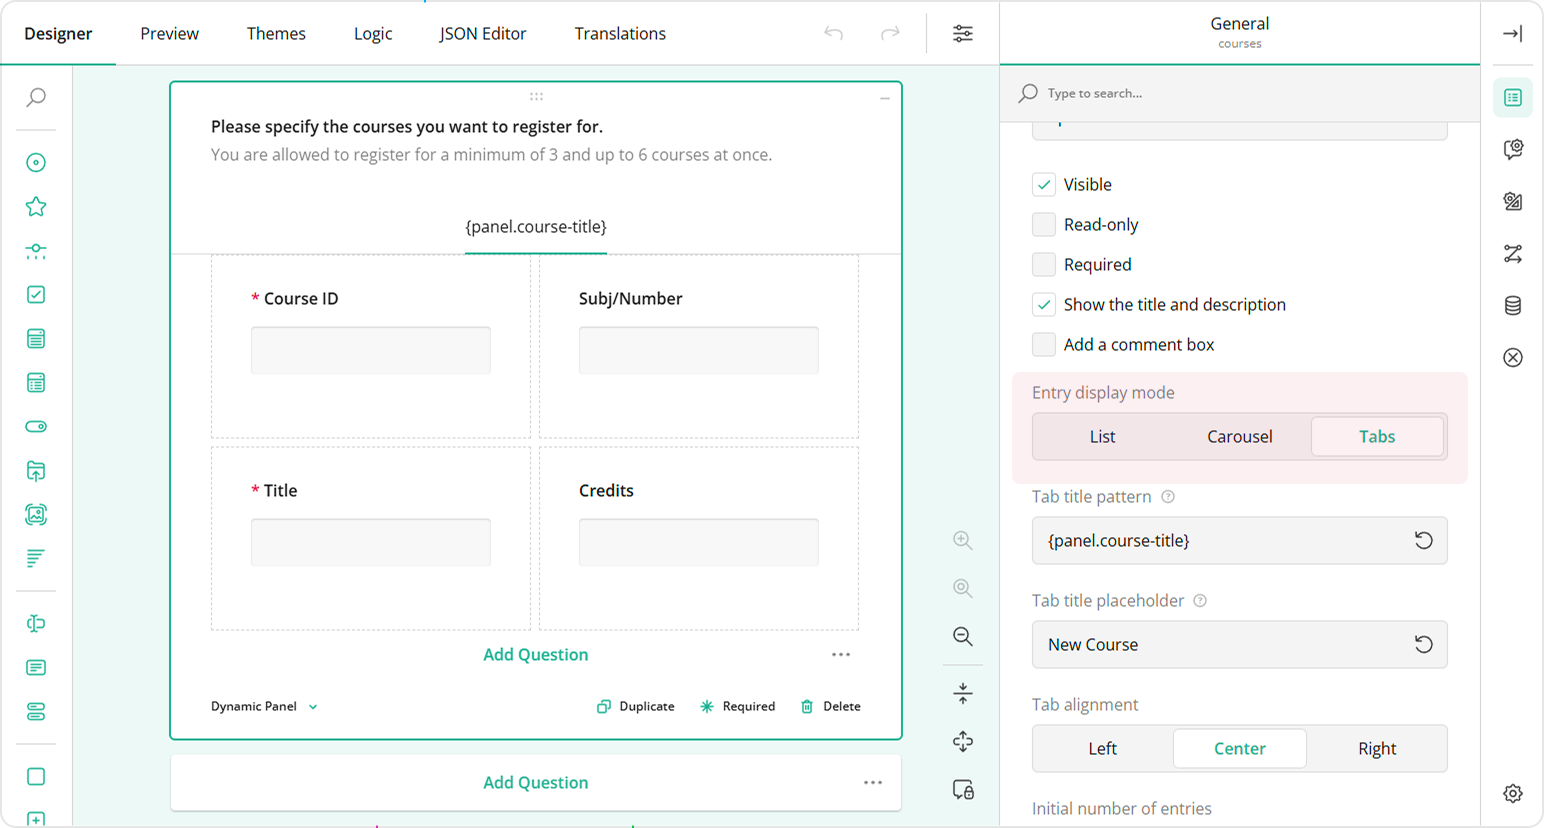 Designer
Preview
Themes
Logic
JSON Editor
Translations
General
courses
Type to search...
Please specify the courses you want to register for.
You are allowed to register for a minimum of 3 and up to 6 courses at once.
{panel.course-title}
* Course ID
Subj/Number
* Title
Credits
Add Question
Dynamic Panel
Duplicate
Required
Delete
Add Question
Visible
Read-only
Required
Show the title and description
Add a comment box
Entry display mode
List
Carousel
Tabs
Tab title pattern
{panel.course-title}
Tab title placeholder
New Course
Tab alignment
Left
Center
Right
Initial number of entries